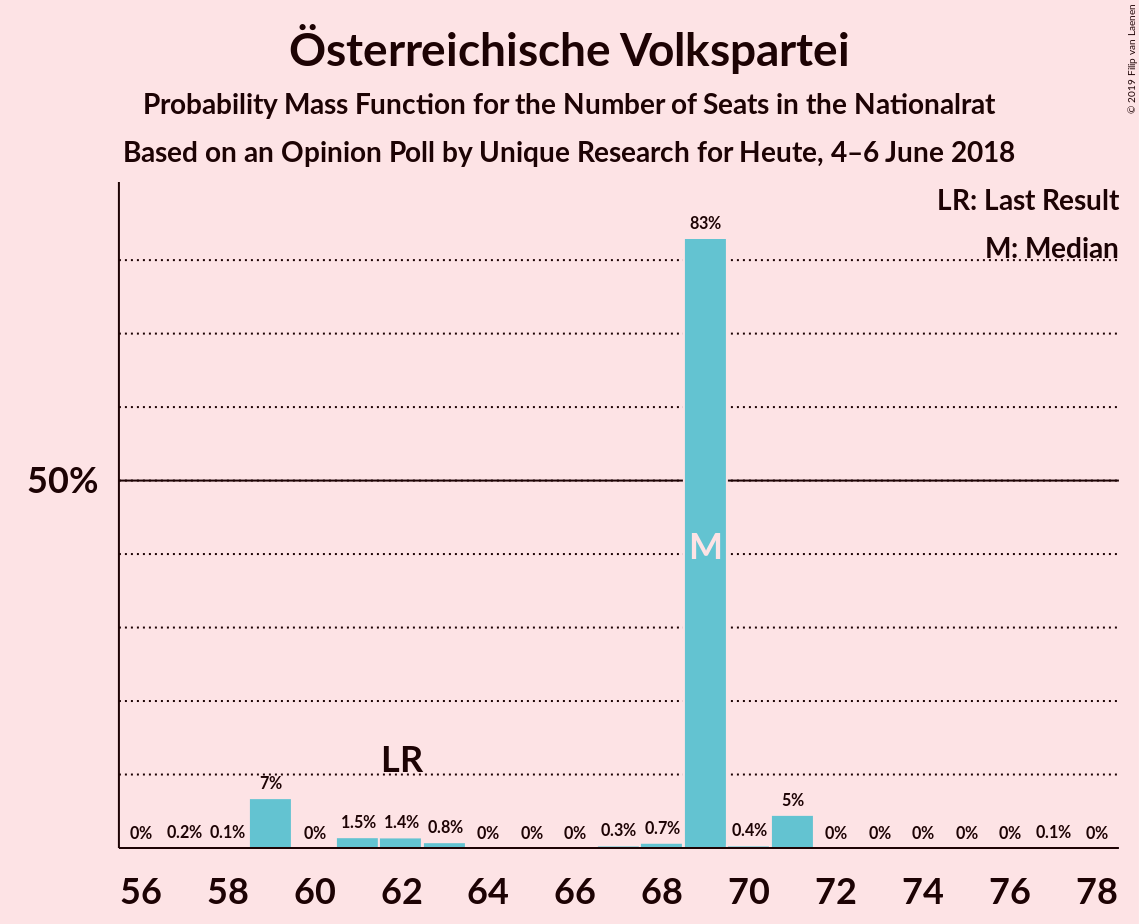 Österreichische Volkspartei
Probability Mass Function for the Number of Seats in the Nationalrat
Based on an Opinion Poll by Unique Research for Heute, 4–6 June 2018
© 2019 Filip van Laenen
LR: Last Result
M: Median
83%
50%
M
LR
7%
5%
0% 0.2% 0.1% 0% 1.5% 1.4% 0.8% 0% 0% 0% 0.3% 0.7% 0.4% 0% 0% 0% 0% 0% 0.1% 0%
56 58 60 62 64 66 68 70 72 74 76 78